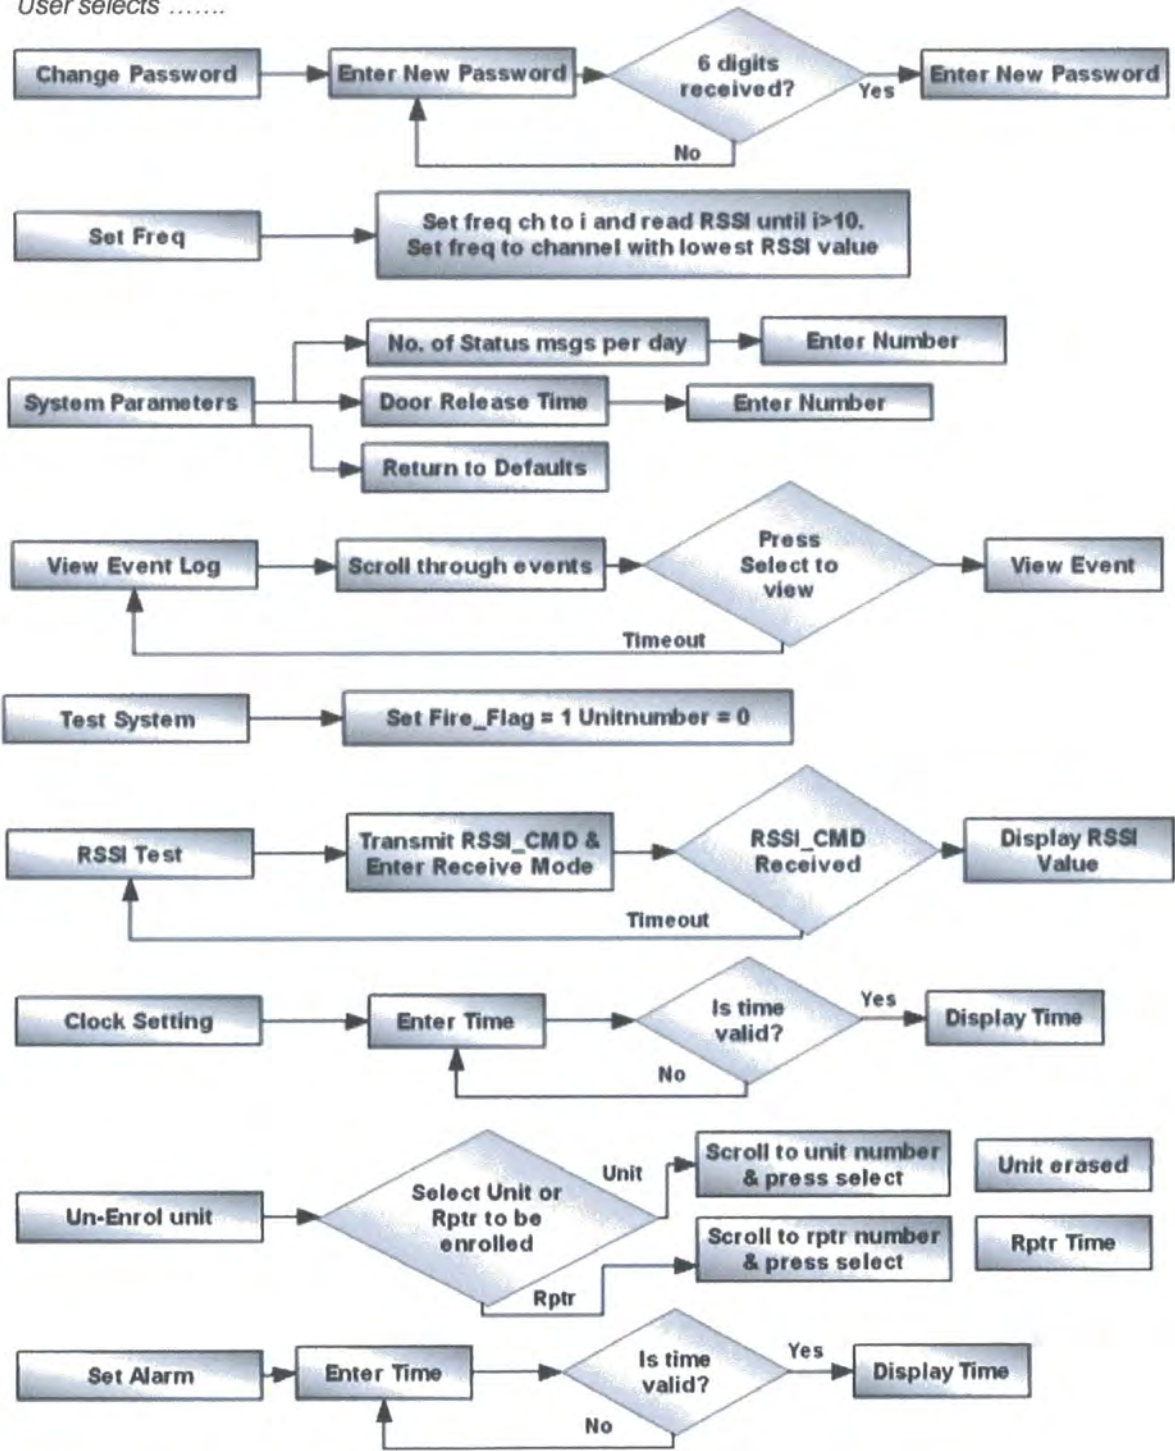 User selects .......
Change Password
Enter New Password
6 digits
received?
Yes
Enter New Password
No
Set Freq
Set freq ch to i and read RSSI until i>10.
Set freq to channel with lowest RSSI value
No. of Status msgs per day
Enter Number
System Parameters
Door Release Time
Enter Number
Return to Defaults
View Event Log
Scroll through events
Press
Select to
view
View Event
Timeout
Test System
Set Fire_Flag = 1 Unitnumber = 0
RSSI Test
Transmit RSSI_CMD &
Enter Receive Mode
RSSI_CMD
Received
Display RSSI
Value
Timeout
Clock Setting
Enter Time
Is time
valid?
Yes
Display Time
No
Un-Enrol unit
Select Unit or
Rptr to be
enrolled
Unit
Scroll to unit number
& press select
Unit erased
Rptr
Scroll to rptr number
& press select
Rptr Time
Set Alarm
Enter Time
Is time
valid?
Yes
Display Time
No